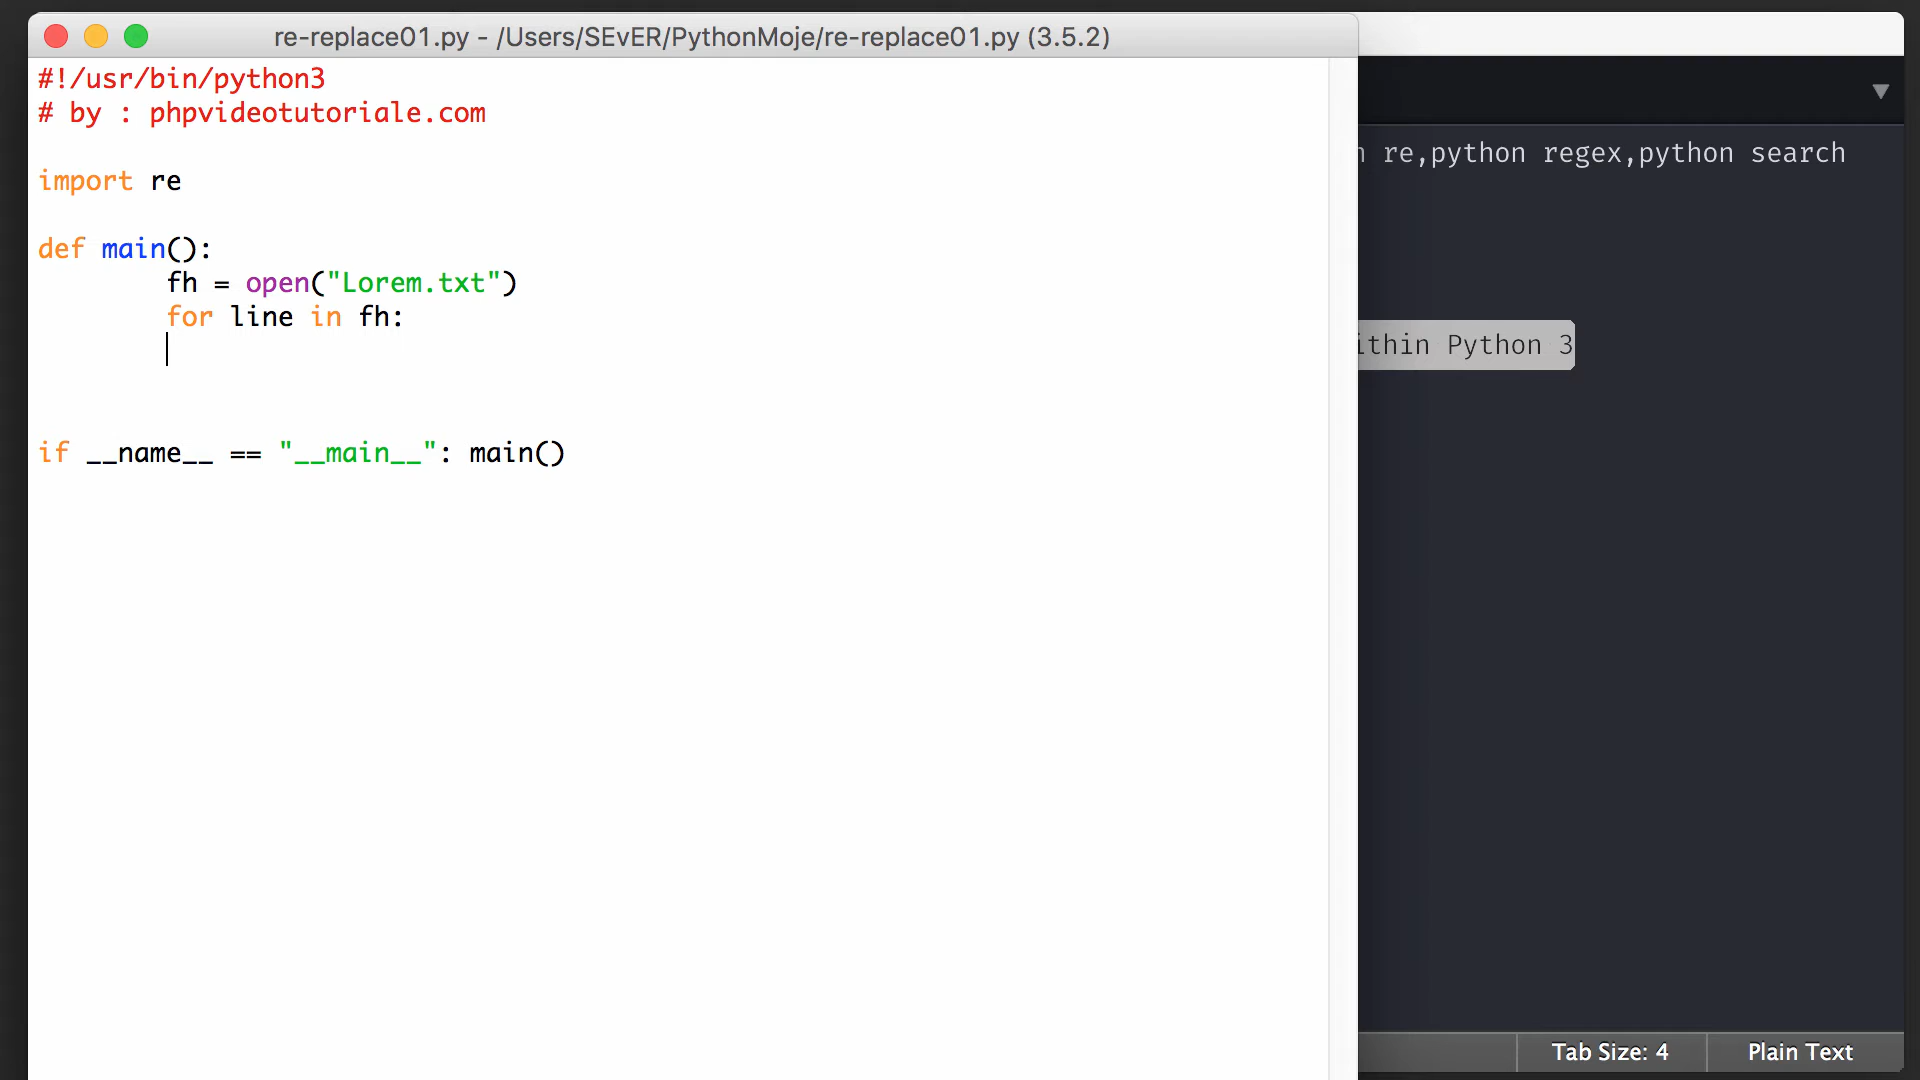 re-replace01.py - /Users/SEvER/PythonMoje/re-replace01.py (3.5.2)
#!/usr/bin/python3
# by : phpvideotutoriale.com
import re
def main():
fh = open("Lorem.txt")
for line in fh:
if __name__ == "__main__": main()
re,python regex,python search
Python 3
Tab Size: 4
Plain Text